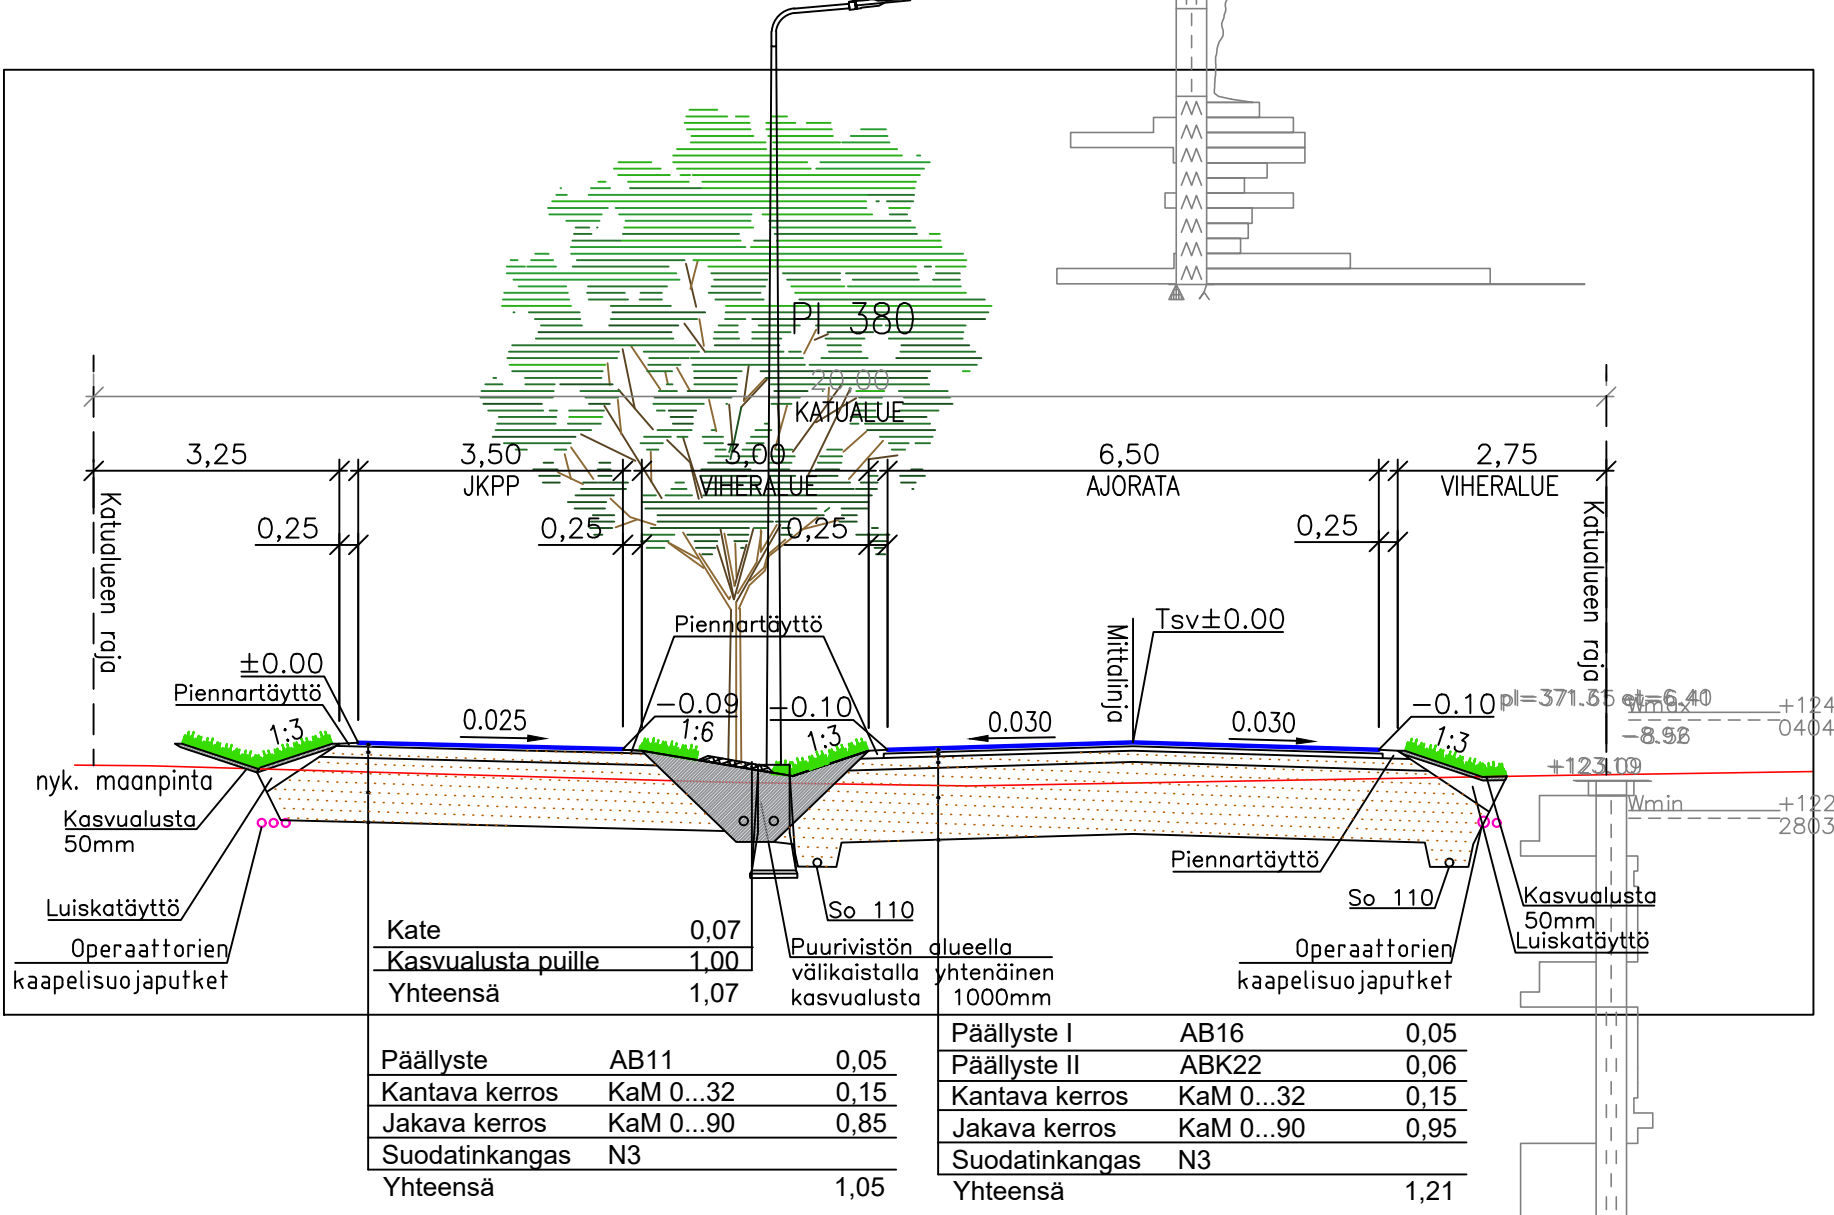 Pl 380
20,00
KATUALUE
3,25
3,50
JKPP
3,00
VIHERALUE
6,50
AJORATA
2,75
VIHERALUE
0,25
0,25
0,25
0,25
Katualueen raja
Katualueen raja
Piennartäyttö
Mittalinja
Tsv±0.00
±0.00
Piennartäyttö
-0.09
-0.10
-0.10
1:3
0.025
1:6
1:3
0.030
0.030
1:3
Wmax
+124
0404
nyk. maanpinta
Wmin
+122
2803
Kasvualusta
50mm
Piennartäyttö
Luiskatäyttö
So 110
So 110
Kasvualusta
50mm
Luiskatäyttö
Operaattorien
kaapelisuojaputket
Operaattorien
kaapelisuojaputket
Kate 0,07
Kasvualusta puille 1,00
Yhteensä 1,07
Puurivistön alueella
välikaistalla yhtenäinen
kasvualusta 1000mm
Päällyste AB11 0,05
Kantava kerros KaM 0...32 0,15
Jakava kerros KaM 0...90 0,85
Suodatinkangas N3
Yhteensä 1,05
Päällyste I AB16 0,05
Päällyste II ABK22 0,06
Kantava kerros KaM 0...32 0,15
Jakava kerros KaM 0...90 0,95
Suodatinkangas N3
Yhteensä 1,21